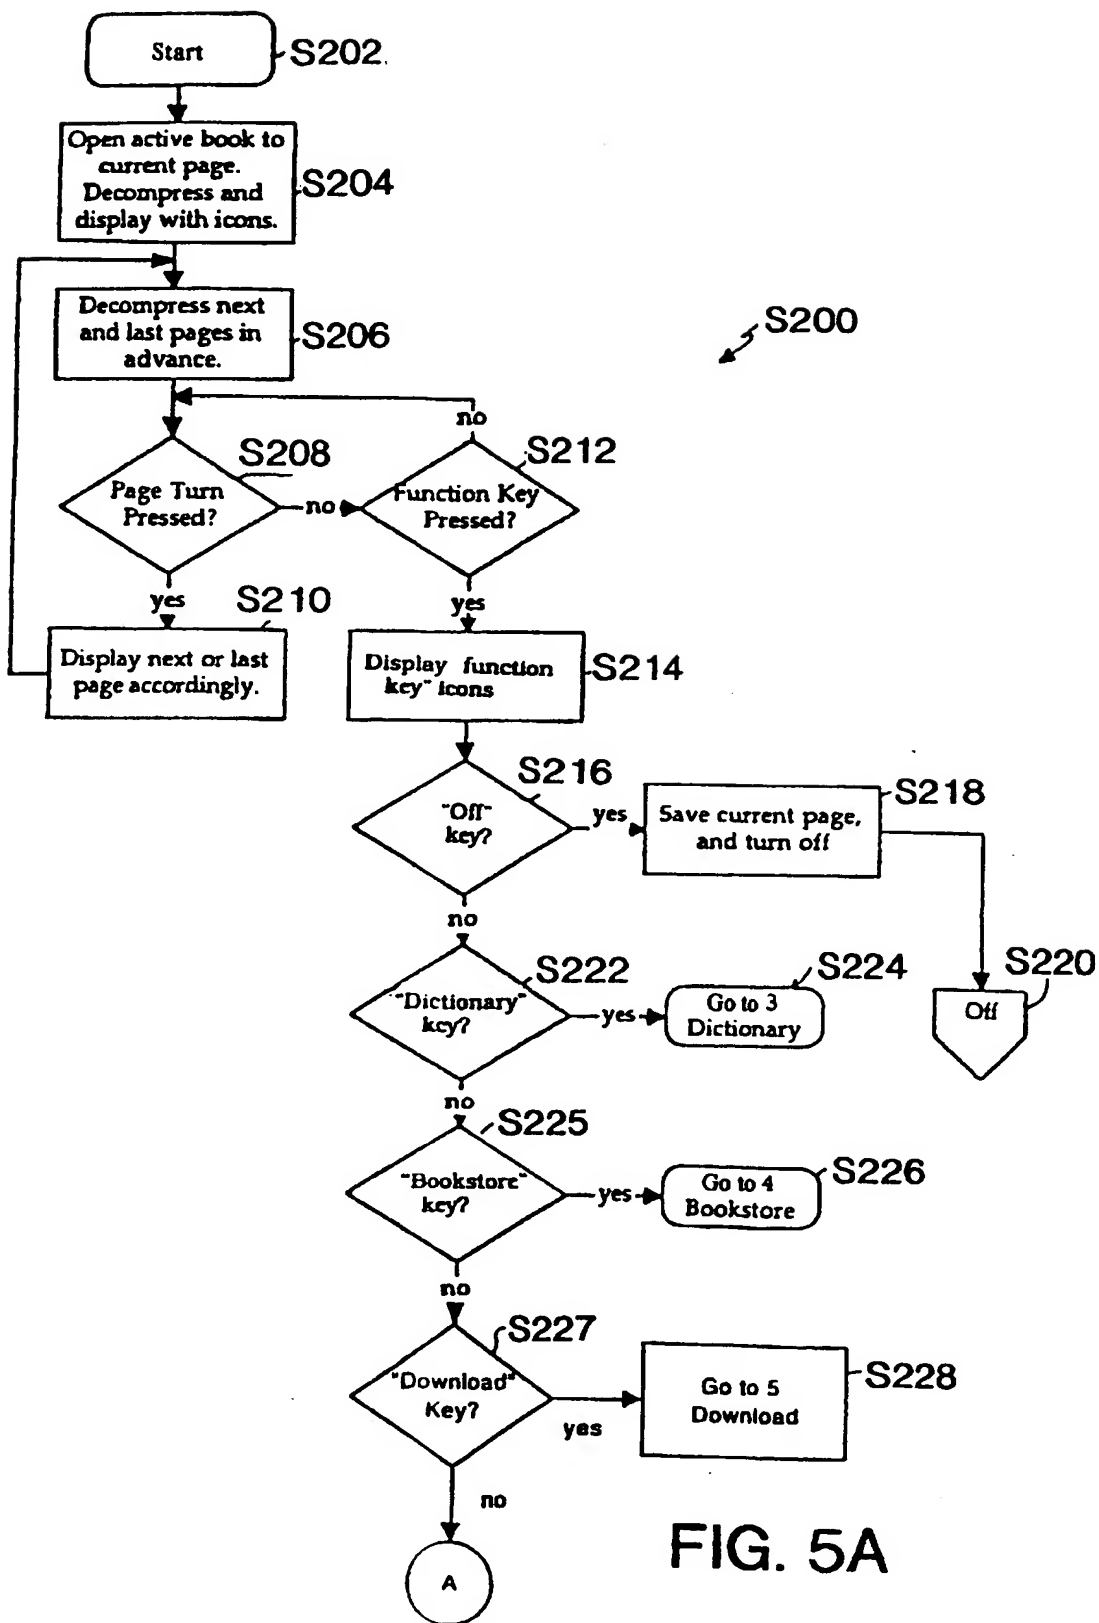 Start
S202
Open active book to
current page.
Decompress and
display with icons.
S204
Decompress next
and last pages in
advance.
S206
S200
Page Turn
Pressed?
S208
no
Function Key
Pressed?
S212
no
yes
S210
Display next or last
page accordingly.
yes
Display function
key" icons
S214
"Off"
key?
S216
yes
Save current page,
and turn off
S218
S220
Off
no
"Dictionary"
key?
S222
yes
Go to 3
Dictionary
S224
no
"Bookstore"
key?
S225
yes
Go to 4
Bookstore
S226
no
"Download"
Key?
S227
yes
Go to 5
Download
S228
no
A
FIG. 5A